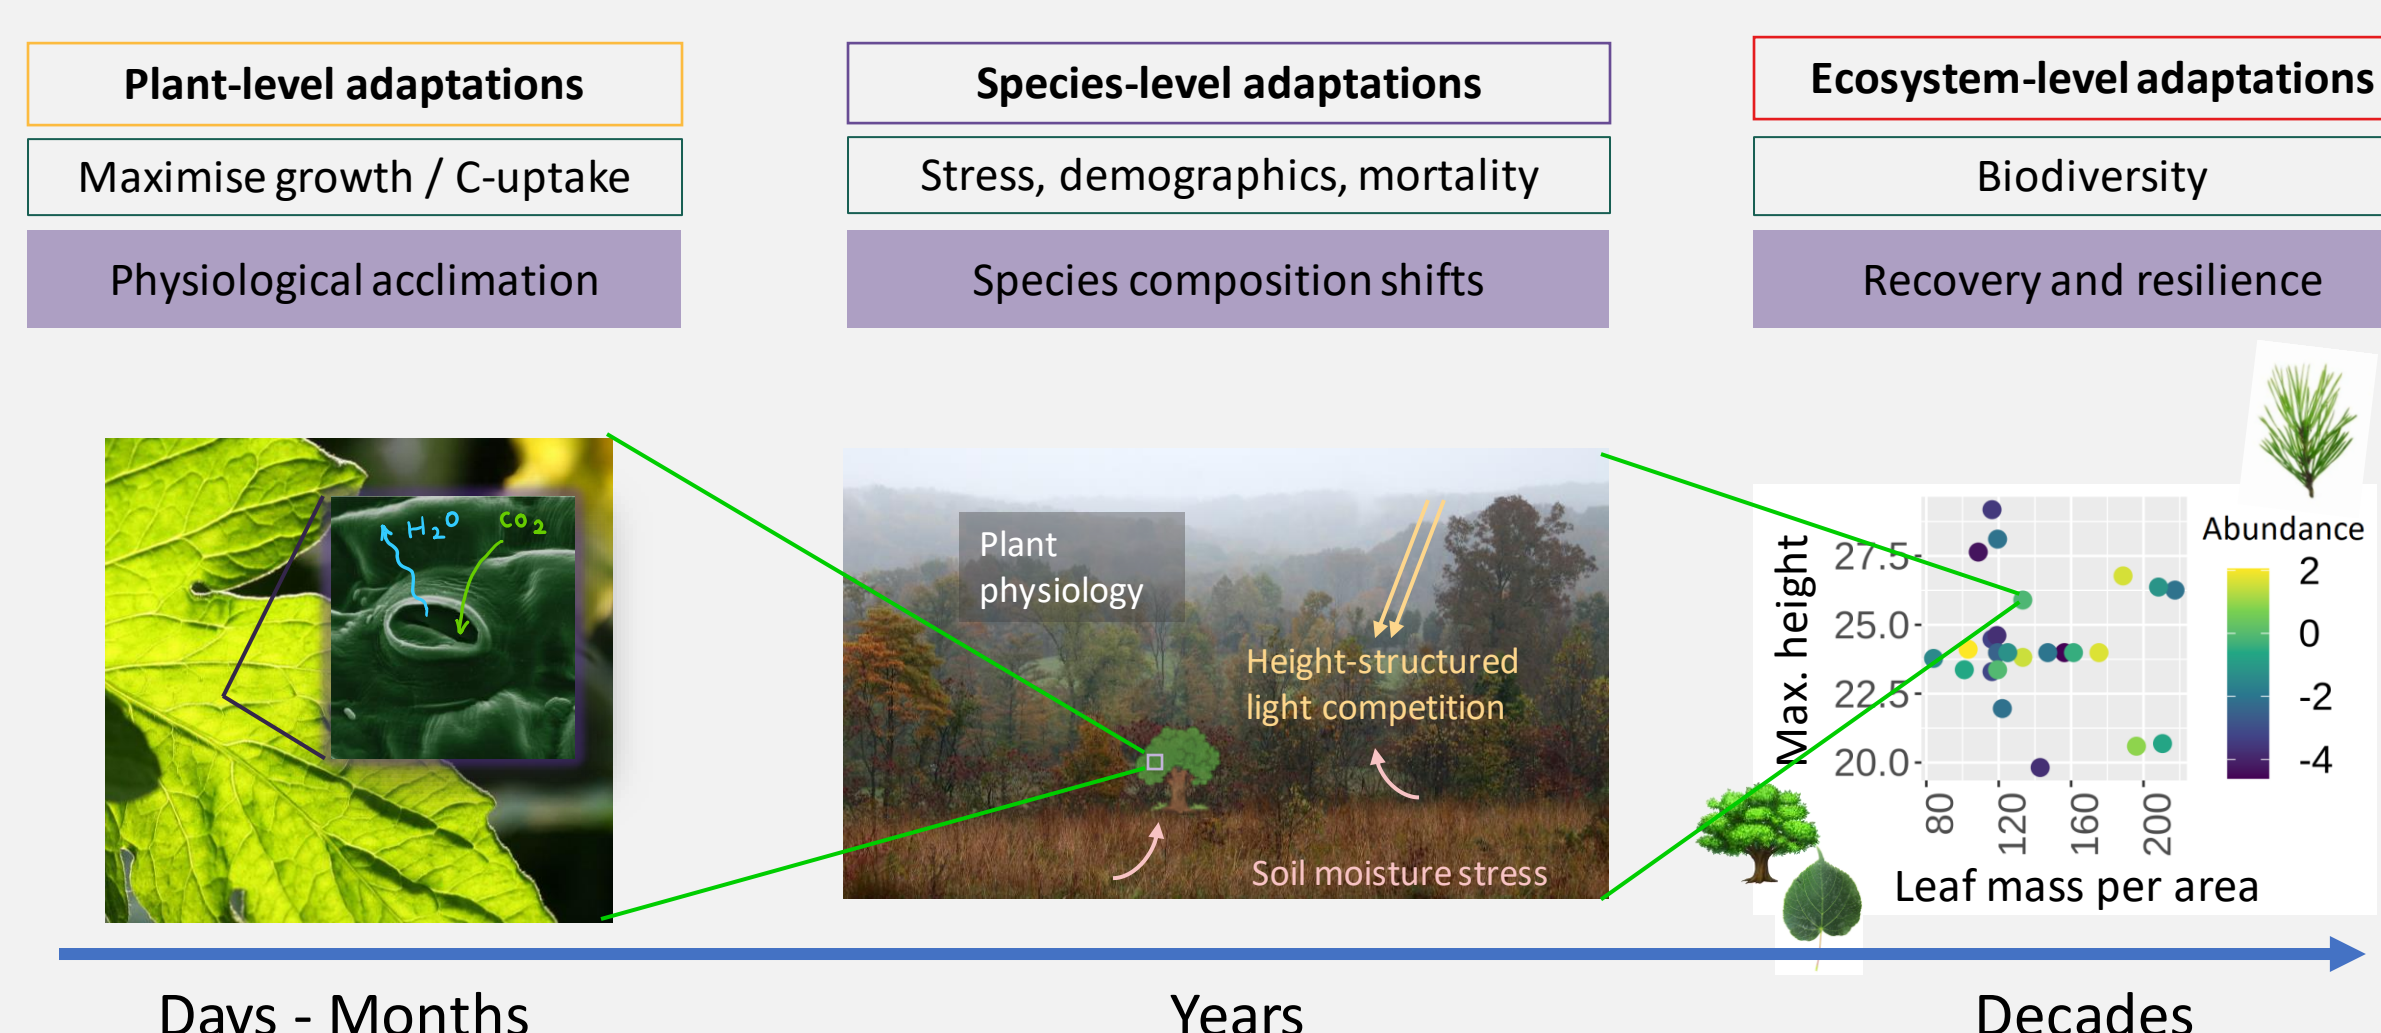 Plant-level adaptations
Maximise growth / C-uptake
Physiological acclimation
Species-level adaptations
Stress, demographics, mortality
Species composition shifts
Ecosystem-level adaptations
Biodiversity
Recovery and resilience
H2O
CO2
Plant
physiology
Height-structured
light competition
Soil moisture stress
Max. height
27.5
25.0
22.5
20.0
80
120
160
200
Leaf mass per area
Abundance
2
0
-2
-4
Days - Months
Years
Decades